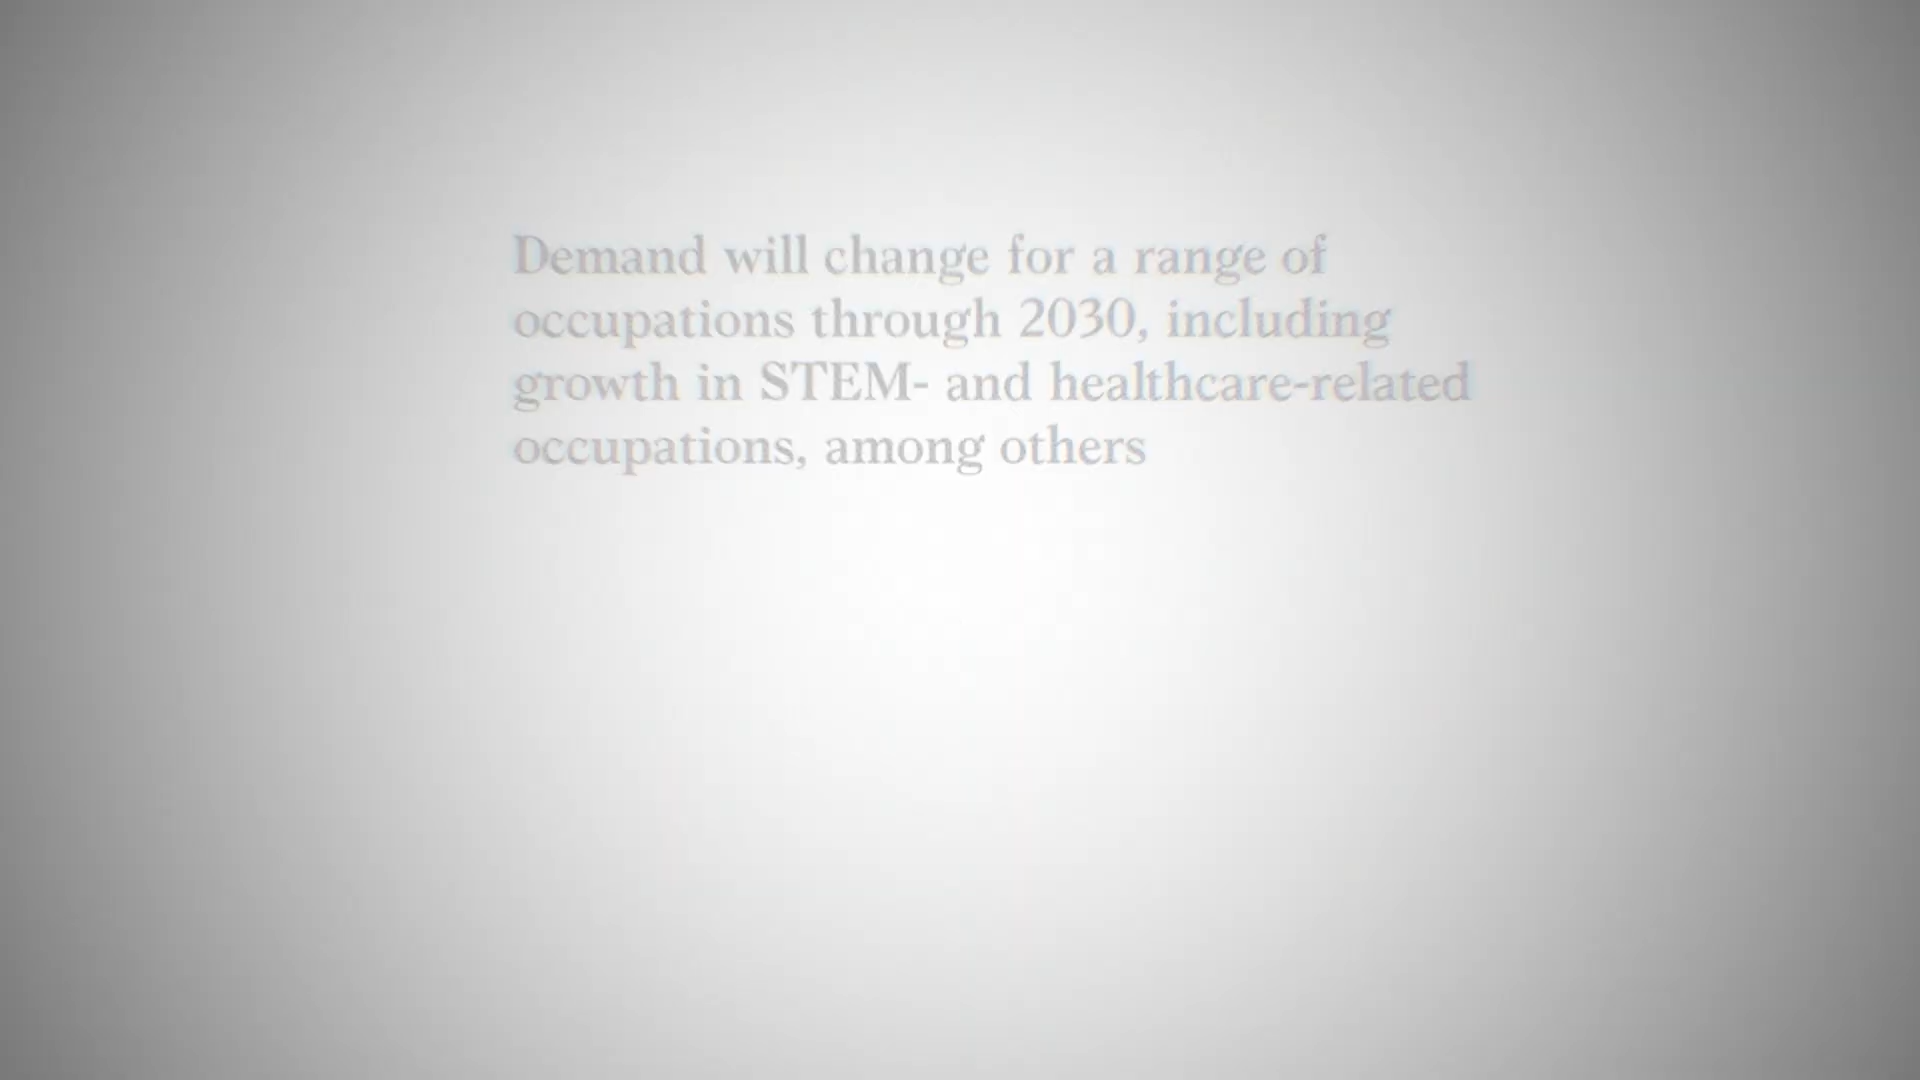 Demand will change for a range of
occupations through 2030, including
growth in STEM- and healthcare-related
occupations, among others